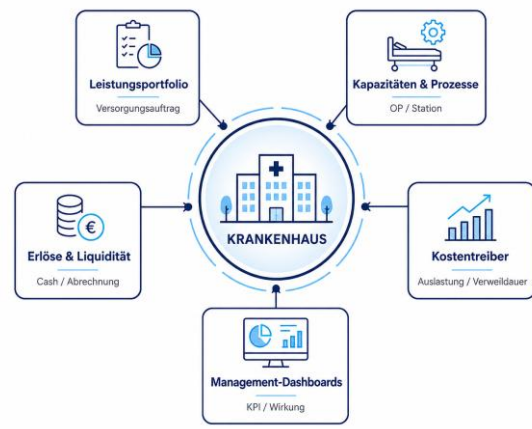 Leistungsportfolio
Versorgungsauftrag
Kapazitäten & Prozesse
OP / Station
KRANKENHAUS
€
Erlöse & Liquidität
Cash / Abrechnung
Kostentreiber
Auslastung / Verweildauer
Management-Dashboards
KPI / Wirkung